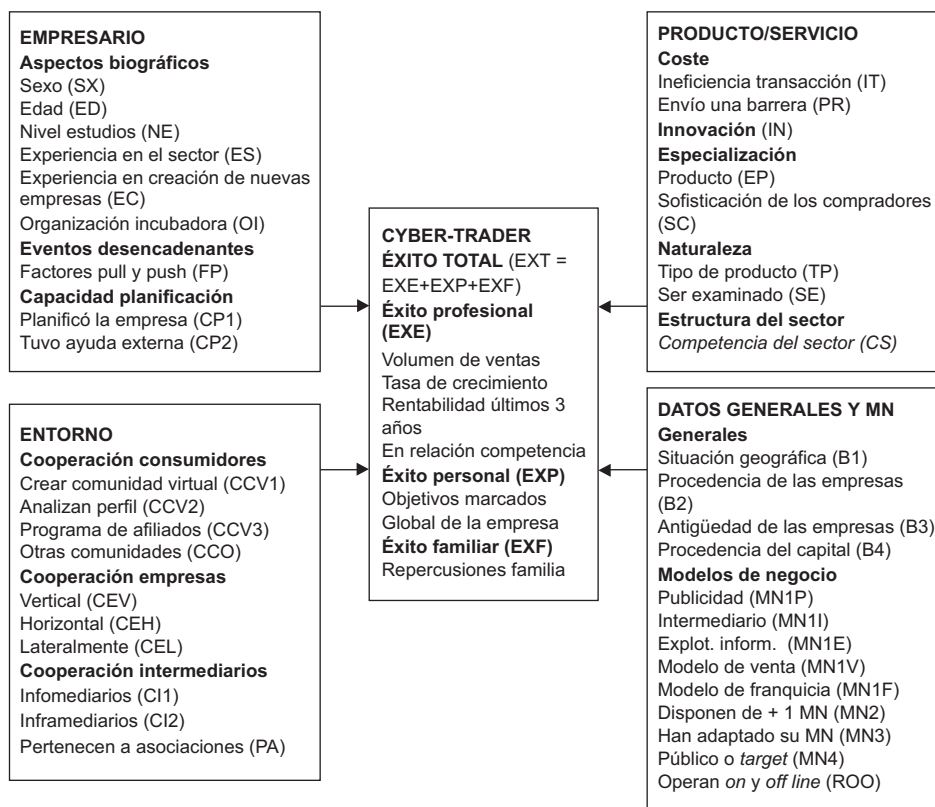 EMPRESARIO
Aspectos biográficos
Sexo (SX)
Edad (ED)
Nivel estudios (NE)
Experiencia en el sector (ES)
Experiencia en creación de nuevas
empresas (EC)
Organización incubadora (OI)
Eventos desencadenantes
Factores pull y push (FP)
Capacidad planificación
Planificó la empresa (CP1)
Tuvo ayuda externa (CP2)
ENTORNO
Cooperación consumidores
Crear comunidad virtual (CCV1)
Analizan perfil (CCV2)
Programa de afiliados (CCV3)
Otras comunidades (CCO)
Cooperación empresas
Vertical (CEV)
Horizontal (CEH)
Lateralmente (CEL)
Cooperación intermediarios
Infomediarios (CI1)
Inframediarios (CI2)
Pertenecen a asociaciones (PA)
CYBER-TRADER
ÉXITO TOTAL (EXT =
EXE+EXP+EXF)
Éxito profesional
(EXE)
Volumen de ventas
Tasa de crecimiento
Rentabilidad últimos 3
años
En relación competencia
Éxito personal (EXP)
Objetivos marcados
Global de la empresa
Éxito familiar (EXF)
Repercusiones familia
PRODUCTO/SERVICIO
Coste
Ineficiencia transacción (IT)
Envío una barrera (PR)
Innovación (IN)
Especialización
Producto (EP)
Sofisticación de los compradores
(SC)
Naturaleza
Tipo de producto (TP)
Ser examinado (SE)
Estructura del sector
Competencia del sector (CS)
DATOS GENERALES Y MN
Generales
Situación geográfica (B1)
Procedencia de las empresas
(B2)
Antigüedad de las empresas (B3)
Procedencia del capital (B4)
Modelos de negocio
Publicidad (MN1P)
Intermediario (MN1I)
Explot. inform. (MN1E)
Modelo de venta (MN1V)
Modelo de franquicia (MN1F)
Disponen de + 1 MN (MN2)
Han adaptado su MN (MN3)
Público o target (MN4)
Operan on y off line (ROO)